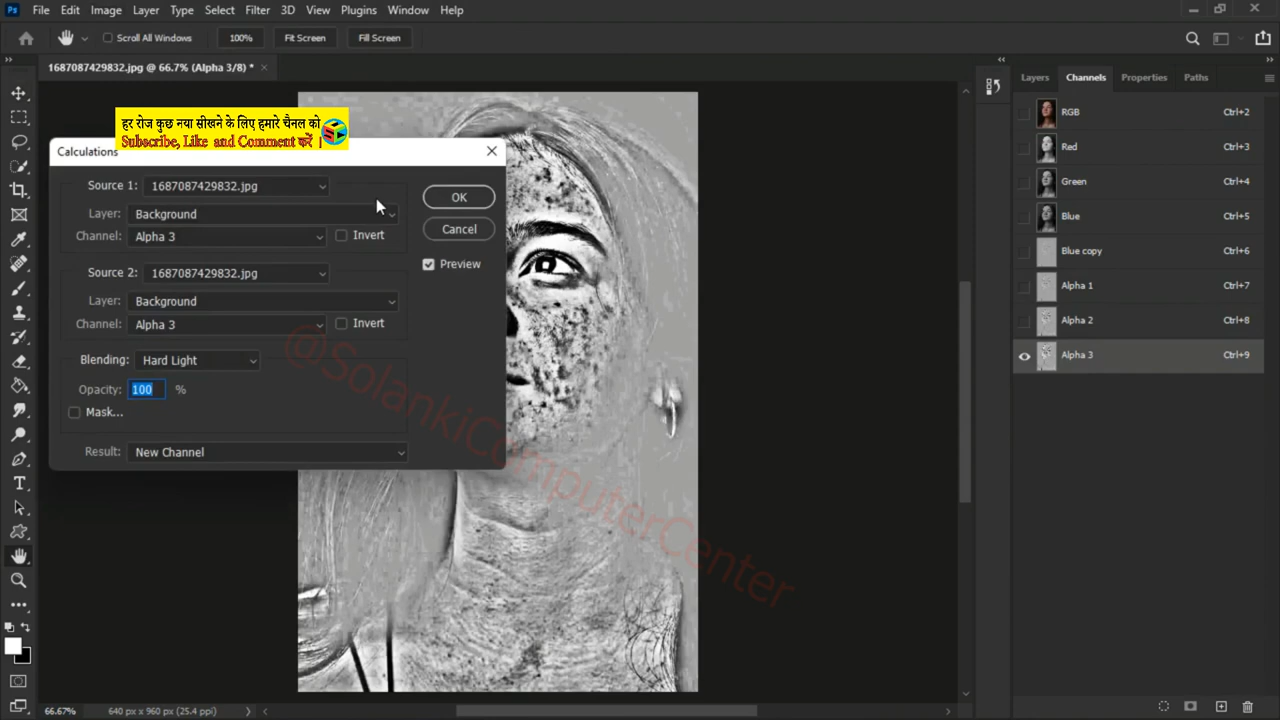 Ps File Edit Image Layer Type Select Filter 3D View Plugins Window Help
Scroll All Windows 100% Fit Screen Fill Screen
1687087429832.jpg @ 66.7% (Alpha 3/8) *
Layers Channels Properties Paths
RGB Ctrl+2
Red Ctrl+3
Green Ctrl+4
Blue Ctrl+5
Blue copy Ctrl+6
Alpha 1 Ctrl+7
Alpha 2 Ctrl+8
Alpha 3 Ctrl+9
हर रोज कुछ नया सीखने के लिए हमारे चैनल को
Subscribe, Like and Comment करें |
Calculations
Source 1: 1687087429832.jpg
OK
Layer: Background
Cancel
Channel: Alpha 3 Invert
Preview
Source 2: 1687087429832.jpg
Layer: Background
Channel: Alpha 3 Invert
Blending: Hard Light
Opacity: 100 %
Mask...
Result: New Channel
@SolankiComputerCenter
66.67% 640 px x 960 px (25.4 ppi)